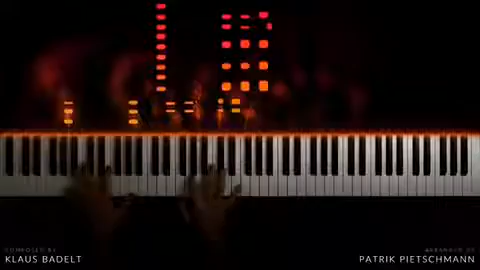 COMPOSED BY
KLAUS BADELT
ARRANGED BY
PATRIK PIETSCHMANN